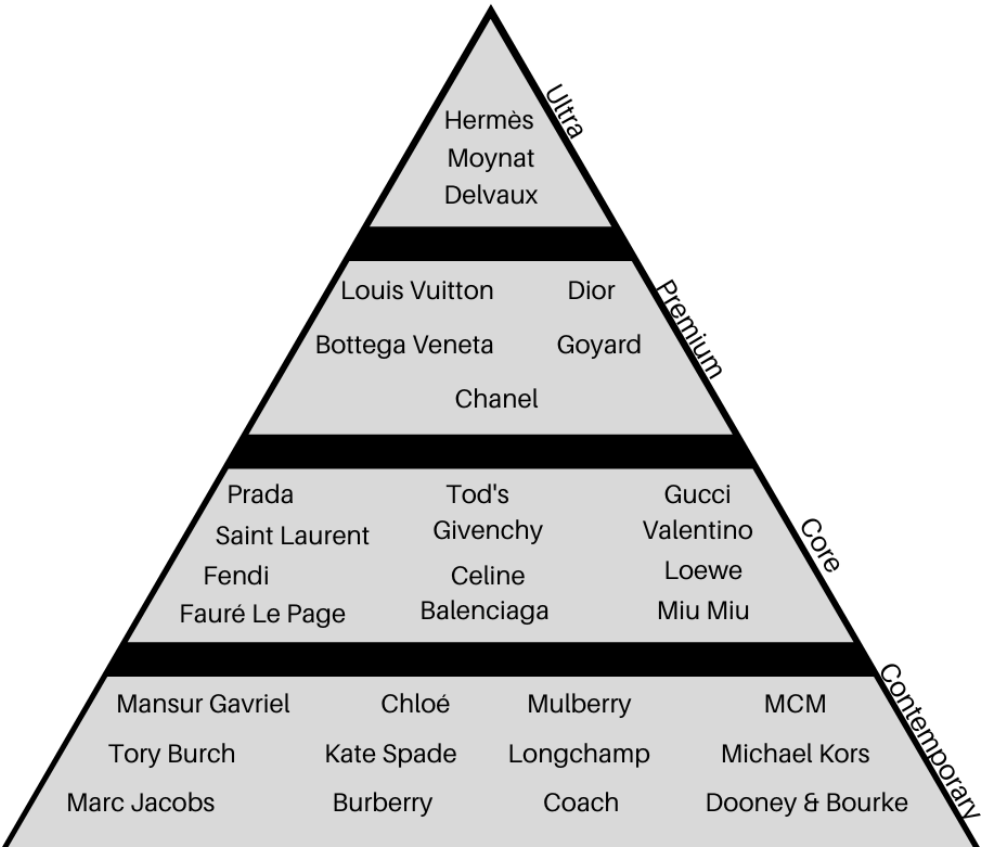 Ultra
Hermès
Moynat
Delvaux
Premium
Louis Vuitton Dior
Bottega Veneta Goyard
Chanel
Core
Prada Tod's Gucci
Saint Laurent Givenchy Valentino
Fendi Celine Loewe
Fauré Le Page Balenciaga Miu Miu
Contemporary
Mansur Gavriel Chloé Mulberry MCM
Tory Burch Kate Spade Longchamp Michael Kors
Marc Jacobs Burberry Coach Dooney & Bourke